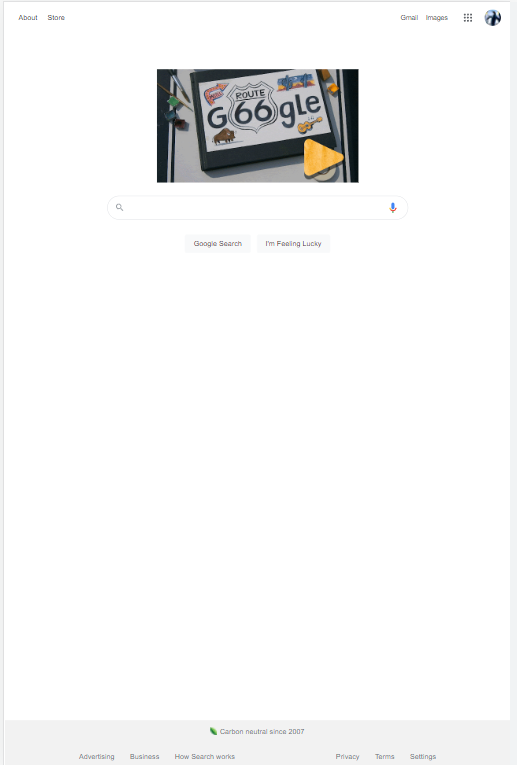 About Store Gmail Images
ROUTE
G66gle
Google Search I'm Feeling Lucky
Carbon neutral since 2007
Advertising Business How Search works Privacy Terms Settings